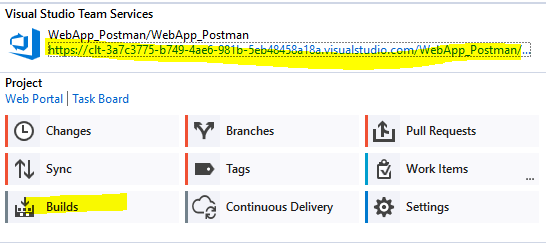 Visual Studio Team Services
WebApp_Postman/WebApp_Postman
https://clt-3a7c3775-b749-4ae6-981b-5eb48458a18a.visualstudio.com/WebApp_Postman/...
Project
Web Portal | Task Board
Changes
Branches
Pull Requests
Sync
Tags
Work Items
...
Builds
Continuous Delivery
Settings